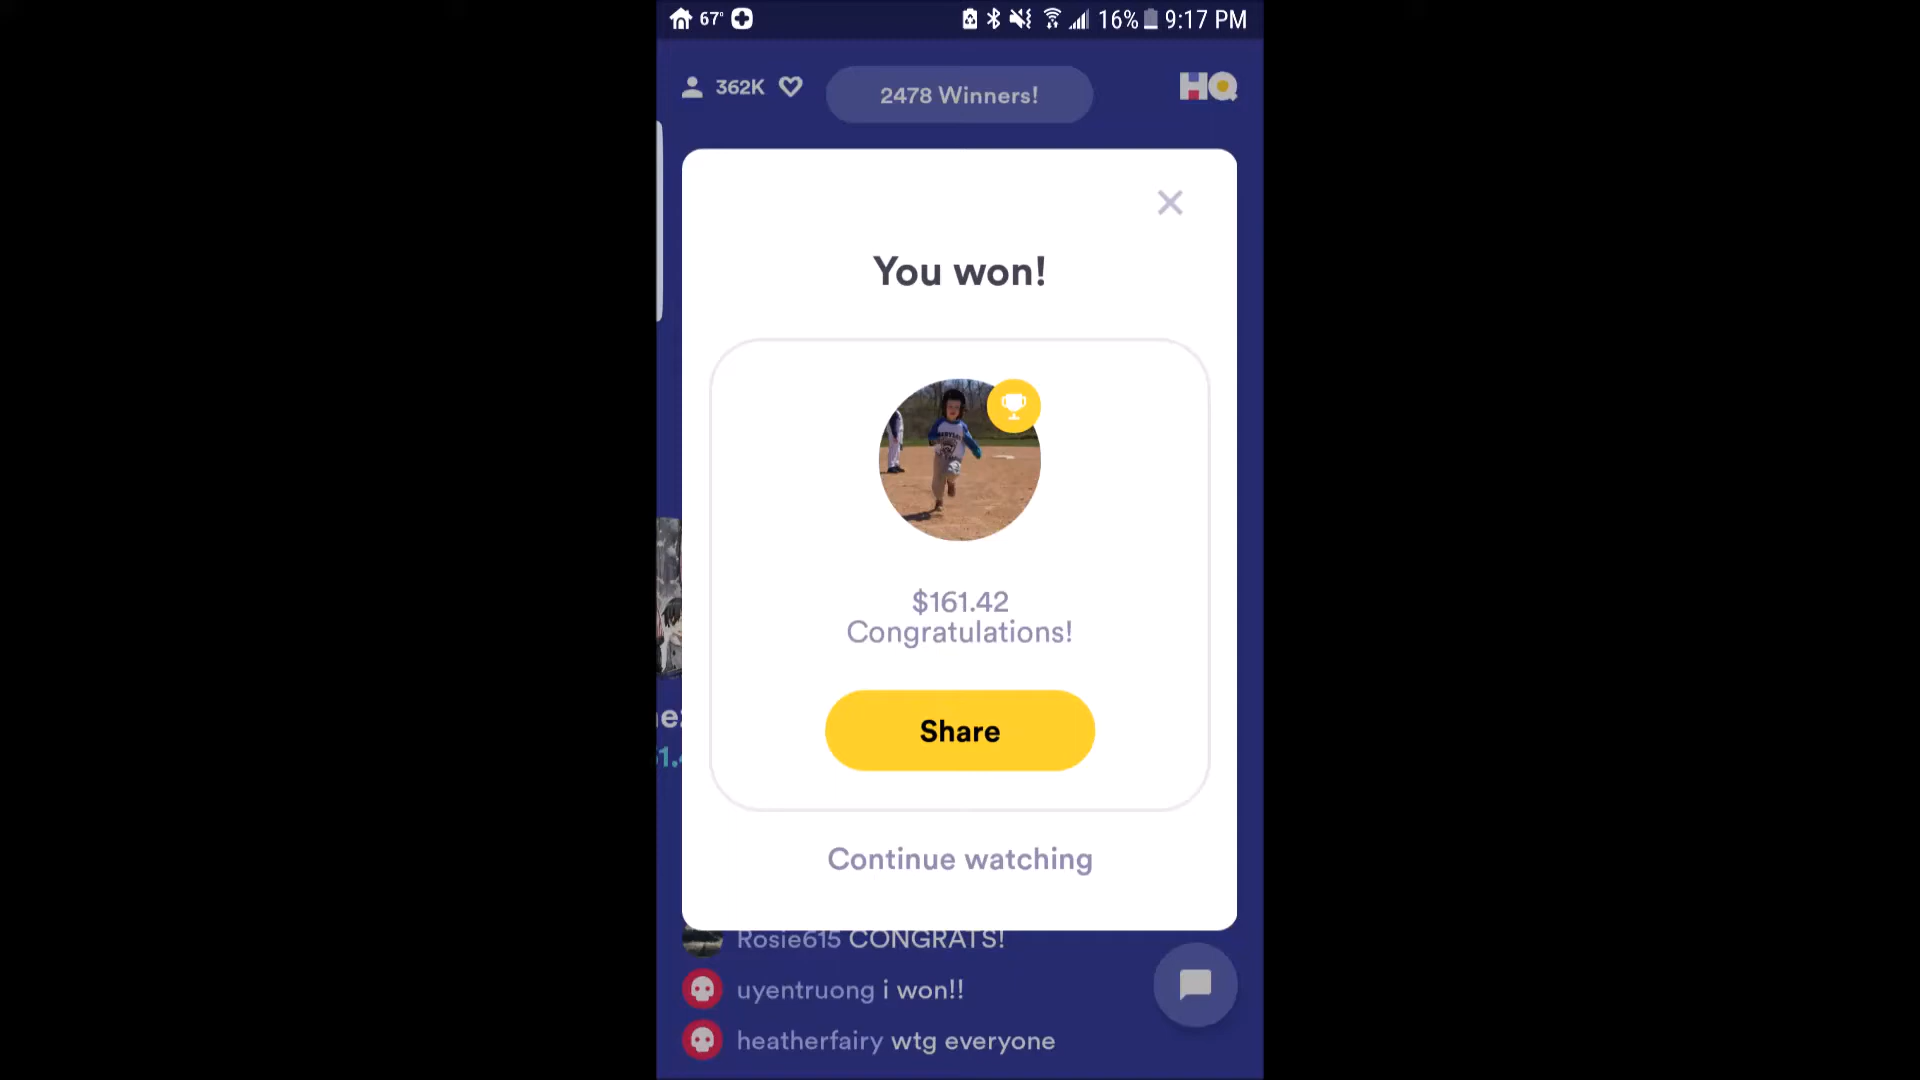 67°
16% 9:17 PM
362K
2478 Winners!
HQ
You won!
$161.42
Congratulations!
Share
Continue watching
Rosie615 CONGRATS!
uyentruong i won!!
heatherfairy wtg everyone